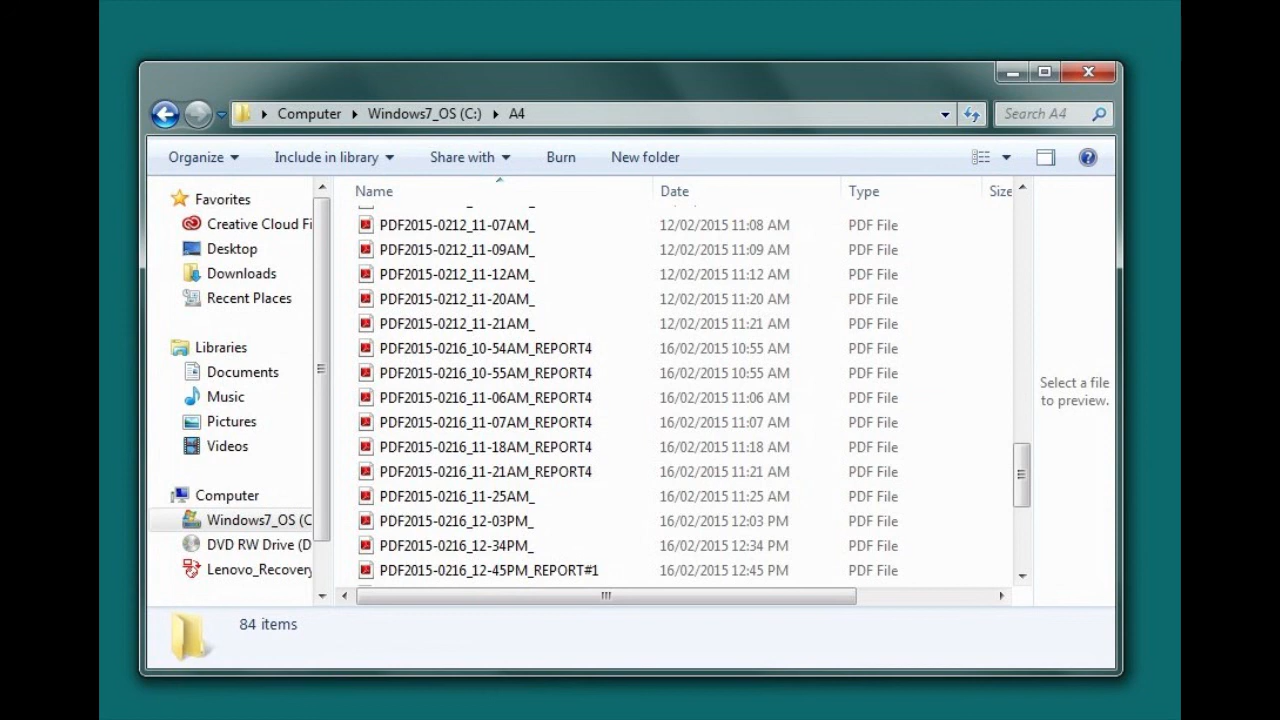 Computer Windows7_OS (C:) A4 Search A4
Organize Include in library Share with Burn New folder
Favorites
Creative Cloud Fi
Desktop
Downloads
Recent Places
Libraries
Documents
Music
Pictures
Videos
Computer
Windows7_OS (C
DVD RW Drive (D
Lenovo_Recovery
Name Date Type Size
PDF2015-0212_11-07AM_ 12/02/2015 11:08 AM PDF File
PDF2015-0212_11-09AM_ 12/02/2015 11:09 AM PDF File
PDF2015-0212_11-12AM_ 12/02/2015 11:12 AM PDF File
PDF2015-0212_11-20AM_ 12/02/2015 11:20 AM PDF File
PDF2015-0212_11-21AM_ 12/02/2015 11:21 AM PDF File
PDF2015-0216_10-54AM_REPORT4 16/02/2015 10:55 AM PDF File
PDF2015-0216_10-55AM_REPORT4 16/02/2015 10:55 AM PDF File
PDF2015-0216_11-06AM_REPORT4 16/02/2015 11:06 AM PDF File
PDF2015-0216_11-07AM_REPORT4 16/02/2015 11:07 AM PDF File
PDF2015-0216_11-18AM_REPORT4 16/02/2015 11:18 AM PDF File
PDF2015-0216_11-21AM_REPORT4 16/02/2015 11:21 AM PDF File
PDF2015-0216_11-25AM_ 16/02/2015 11:25 AM PDF File
PDF2015-0216_12-03PM_ 16/02/2015 12:03 PM PDF File
PDF2015-0216_12-34PM_ 16/02/2015 12:34 PM PDF File
PDF2015-0216_12-45PM_REPORT#1 16/02/2015 12:45 PM PDF File
Select a file
to preview.
84 items